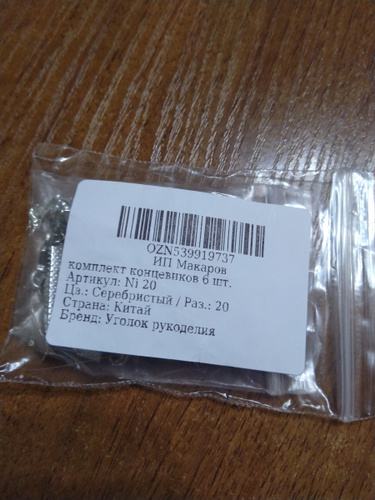 OZN539919737
ИП Макаров
комплект концевиков 6 шт.
Артикул: Ni 20
Цв.: Серебристый / Раз.: 20
Страна: Китай
Бренд: Уголок рукоделия